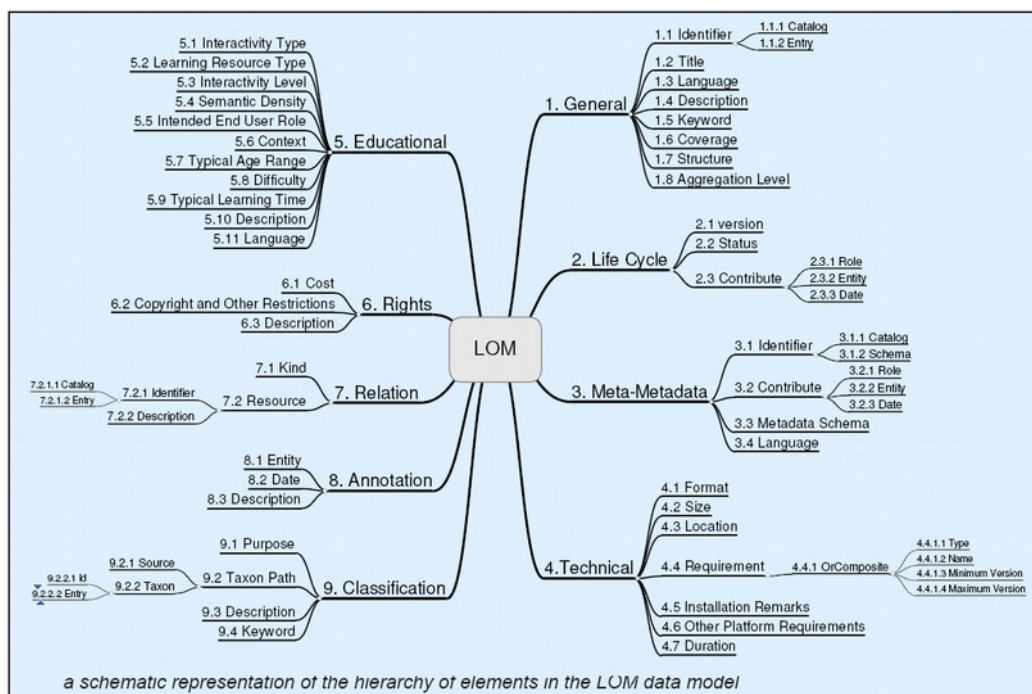 LOM
1. General
1.1 Identifier
1.1.1 Catalog
1.1.2 Entry
1.2 Title
1.3 Language
1.4 Description
1.5 Keyword
1.6 Coverage
1.7 Structure
1.8 Aggregation Level
2. Life Cycle
2.1 version
2.2 Status
2.3 Contribute
2.3.1 Role
2.3.2 Entity
2.3.3 Date
3. Meta-Metadata
3.1 Identifier
3.1.1 Catalog
3.1.2 Schema
3.2 Contribute
3.2.1 Role
3.2.2 Entity
3.2.3 Date
3.3 Metadata Schema
3.4 Language
4.Technical
4.1 Format
4.2 Size
4.3 Location
4.4 Requirement
4.4.1 OrComposite
4.4.1.1 Type
4.4.1.2 Name
4.4.1.3 Minimum Version
4.4.1.4 Maximum Version
4.5 Installation Remarks
4.6 Other Platform Requirements
4.7 Duration
5. Educational
5.1 Interactivity Type
5.2 Learning Resource Type
5.3 Interactivity Level
5.4 Semantic Density
5.5 Intended End User Role
5.6 Context
5.7 Typical Age Range
5.8 Difficulty
5.9 Typical Learning Time
5.10 Description
5.11 Language
6. Rights
6.1 Cost
6.2 Copyright and Other Restrictions
6.3 Description
7. Relation
7.1 Kind
7.2 Resource
7.2.1 Identifier
7.2.1.1 Catalog
7.2.1.2 Entry
7.2.2 Description
8. Annotation
8.1 Entity
8.2 Date
8.3 Description
9. Classification
9.1 Purpose
9.2 Taxon Path
9.2.1 Source
9.2.2 Taxon
9.2.2.1 Id
9.2.2.2 Entry
9.3 Description
9.4 Keyword
a schematic representation of the hierarchy of elements in the LOM data model